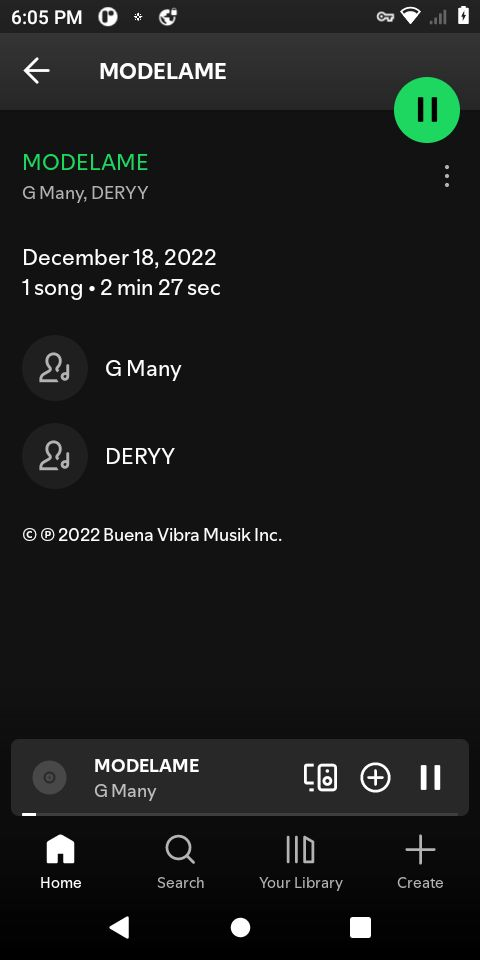 6:05 PM
MODELAME
MODELAME
G Many, DERYY
December 18, 2022
1 song • 2 min 27 sec
G Many
DERYY
© ℗ 2022 Buena Vibra Musik Inc.
MODELAME
G Many
Home
Search
Your Library
Create